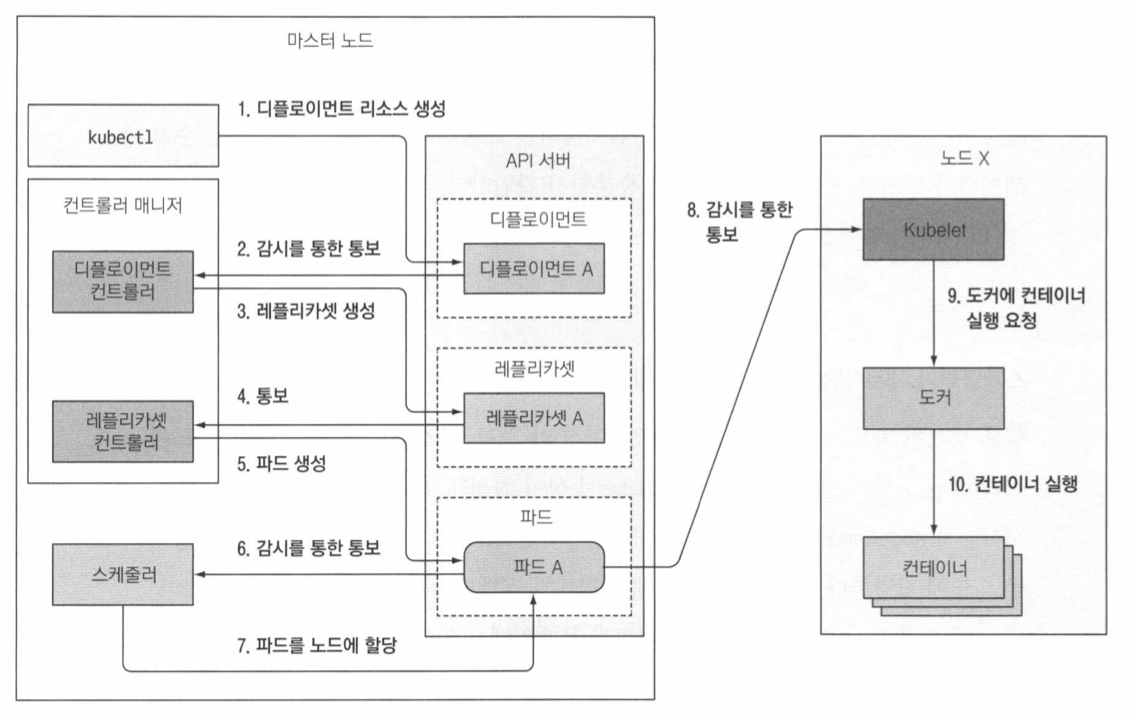 마스터 노드
kubectl
1. 디플로이먼트 리소스 생성
컨트롤러 매니저
디플로이먼트
컨트롤러
2. 감시를 통한 통보
3. 레플리카셋 생성
레플리카셋
컨트롤러
4. 통보
5. 파드 생성
스케줄러
6. 감시를 통한 통보
7. 파드를 노드에 할당
API 서버
디플로이먼트
디플로이먼트 A
레플리카셋
레플리카셋 A
파드
파드 A
8. 감시를 통한
통보
노드 X
Kubelet
9. 도커에 컨테이너
실행 요청
도커
10. 컨테이너 실행
컨테이너